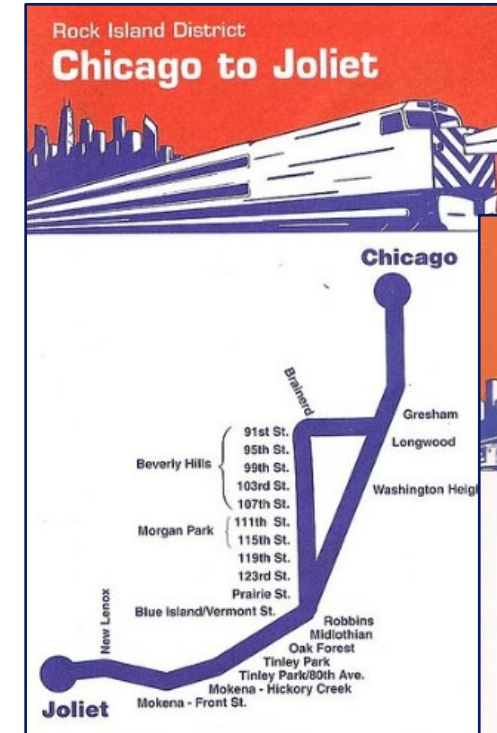 Rock Island District
Chicago to Joliet
Chicago
Brainerd
Gresham
Longwood
Washington Heig
91st St.
95th St.
Beverly Hills
99th St.
103rd St.
107th St.
111th St.
Morgan Park
115th St.
119th St.
123rd St.
Prairie St.
Blue Island/Vermont St.
Robbins
Midlothian
Oak Forest
Tinley Park
Tinley Park/80th Ave.
Mokena - Hickory Creek
Mokena - Front St.
New Lenox
Joliet